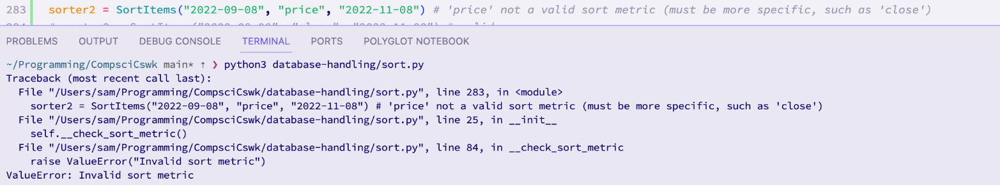 283 sorter2 = SortItems("2022-09-08", "price", "2022-11-08") # 'price' not a valid sort metric (must be more specific, such as 'close')
PROBLEMS OUTPUT DEBUG CONSOLE TERMINAL PORTS POLYGLOT NOTEBOOK
~/Programming/CompsciCswk main* ⇡ ❯ python3 database-handling/sort.py
Traceback (most recent call last):
  File "/Users/sam/Programming/CompsciCswk/database-handling/sort.py", line 283, in <module>
    sorter2 = SortItems("2022-09-08", "price", "2022-11-08") # 'price' not a valid sort metric (must be more specific, such as 'close')
  File "/Users/sam/Programming/CompsciCswk/database-handling/sort.py", line 25, in __init__
    self.__check_sort_metric()
  File "/Users/sam/Programming/CompsciCswk/database-handling/sort.py", line 84, in __check_sort_metric
    raise ValueError("Invalid sort metric")
ValueError: Invalid sort metric